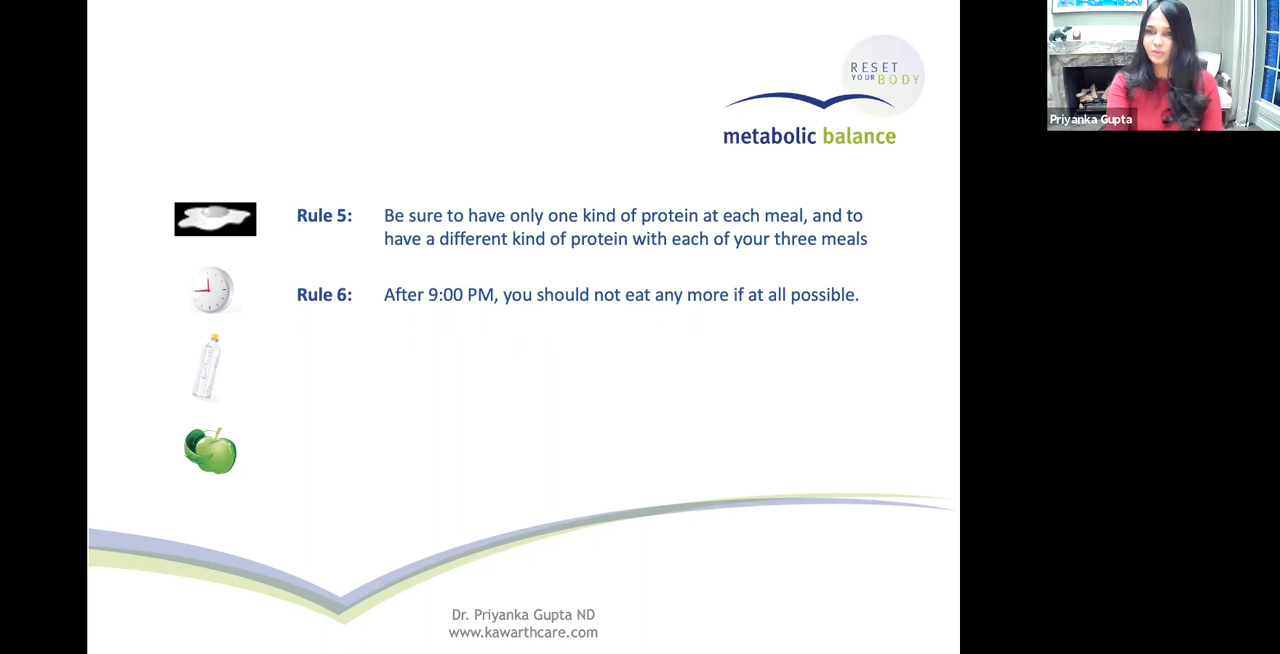 RESET
YOUR BODY
metabolic balance
Priyanka Gupta
Rule 5: Be sure to have only one kind of protein at each meal, and to
have a different kind of protein with each of your three meals
Rule 6: After 9:00 PM, you should not eat any more if at all possible.
Dr. Priyanka Gupta ND
www.kawarthcare.com